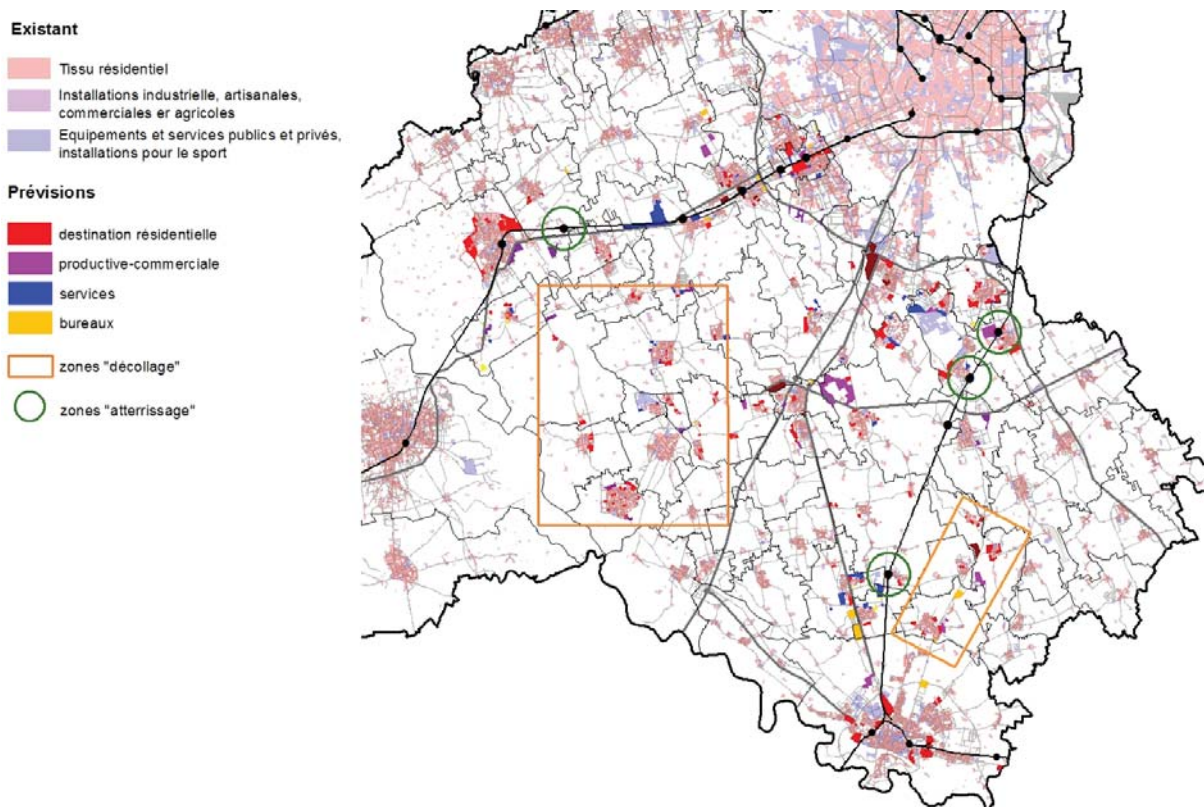 Existant
Tissu résidentiel
Installations industrielle, artisanales,
commerciales er agricoles
Equipements et services publics et privés,
installations pour le sport
Prévisions
destination résidentielle
productive-commerciale
services
bureaux
zones "décollage"
zones "atterrissage"